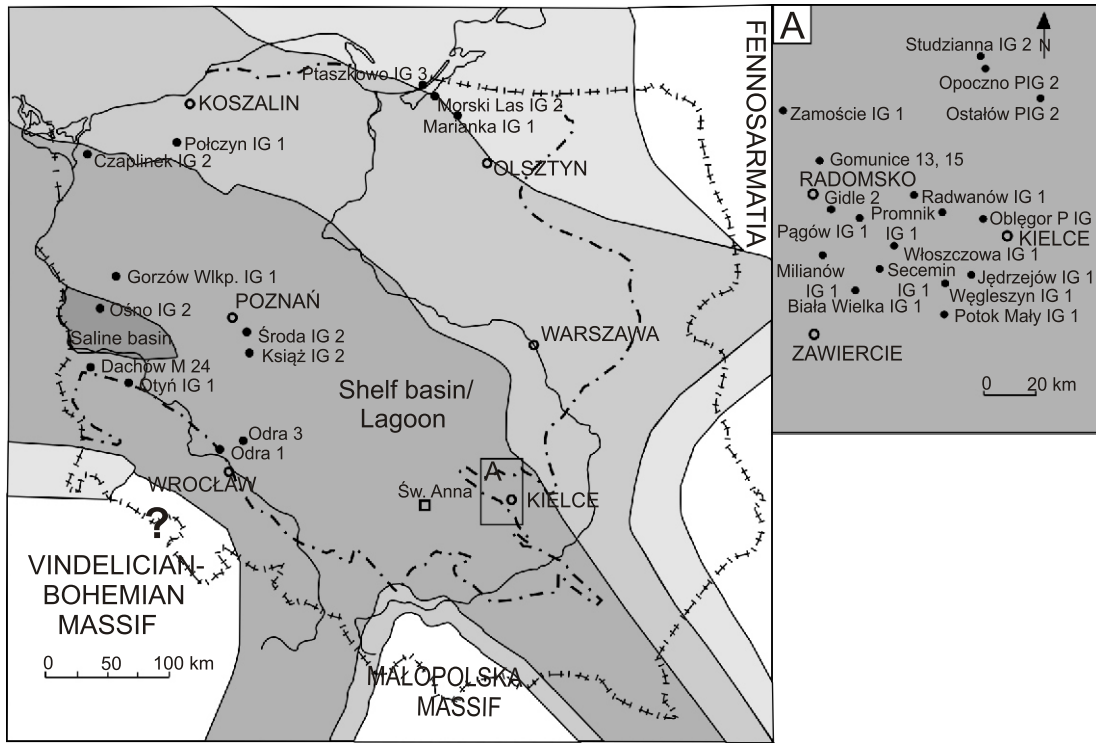 Ptaszkowo IG 3
KOSZALIN
Morski Las IG 2
Marianka IG 1
Połczyn IG 1
Czaplinek IG 2
OLSZTYN
FENNOSARMATIA
Gorzów Wlkp. IG 1
Ośno IG 2
POZNAŃ
Saline basin
Środa IG 2
Książ IG 2
WARSZAWA
Dachów M 24
Otyń IG 1
Shelf basin/
Lagoon
Odra 3
Odra 1
WROCŁAW
A
Św. Anna
KIELCE
?
VINDELICIAN-
BOHEMIAN
MASSIF
0 50 100 km
MAŁOPOLSKA
MASSIF
A
Studzianna IG 2
N
Opoczno PIG 2
Zamoście IG 1
Ostałów PIG 2
Gomunice 13, 15
RADOMSKO
Gidle 2
Radwanów IG 1
Promnik
IG 1
Oblęgor P IG
Pągów IG 1
KIELCE
Włoszczowa IG 1
Milianów
IG 1
Secemin
IG 1
Jędrzejów IG 1
Węgleszyn IG 1
Biała Wielka IG 1
Potok Mały IG 1
ZAWIERCIE
0 20 km